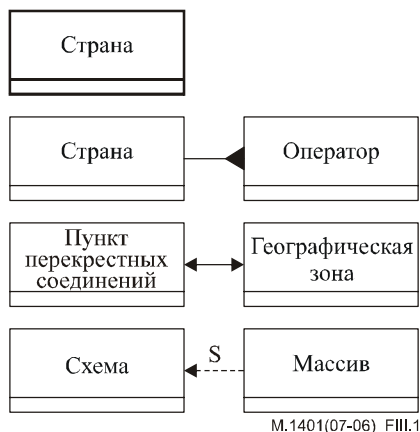 Страна
Страна
Оператор
Пункт
перекрестных
соединений
Географическая
зона
Схема
S
Массив
M.1401(07-06)_FIII.1